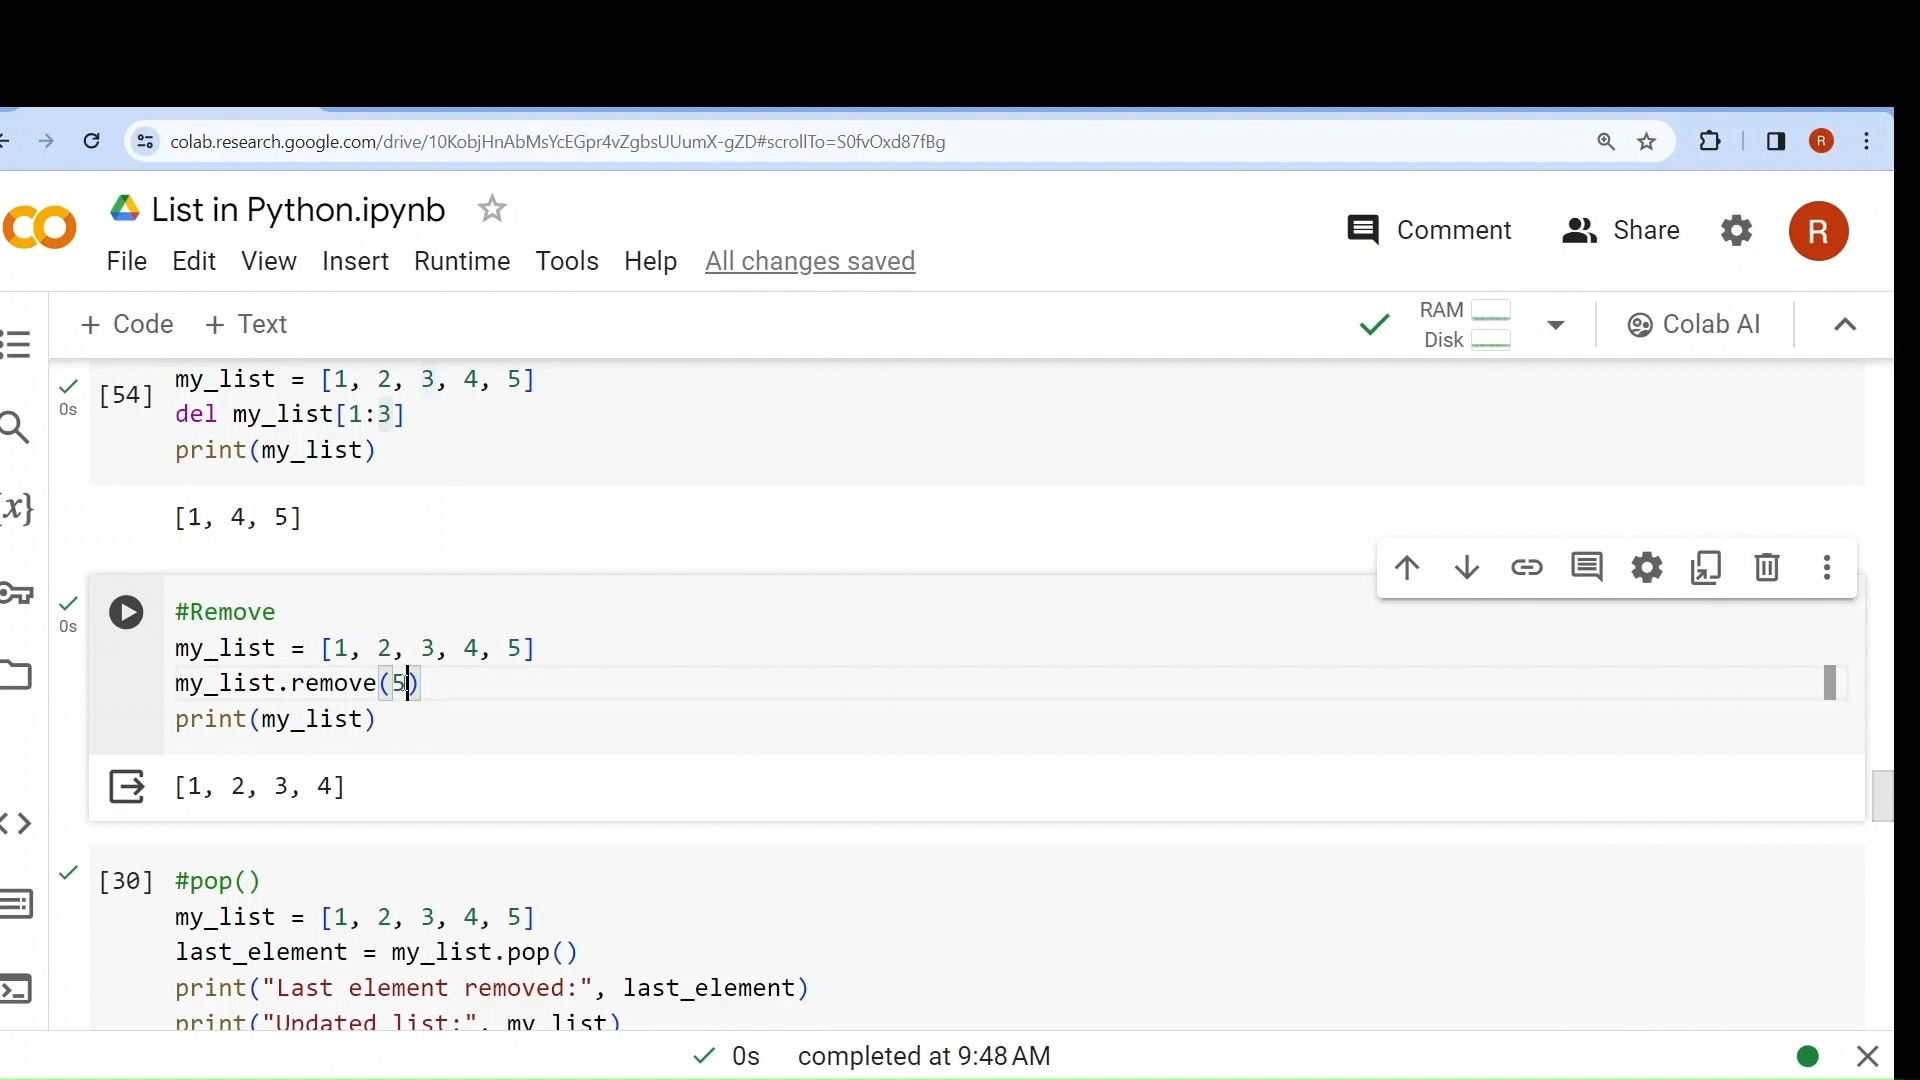 colab.research.google.com/drive/10KobjHnAbMsYcEGpr4vZgbsUUumX-gZD#scrollTo=S0fvOxd87fBg
R
List in Python.ipynb
Comment
Share
R
File Edit View Insert Runtime Tools Help All changes saved
+ Code + Text
RAM
Disk
Colab AI
0s
[54]
my_list = [1, 2, 3, 4, 5]
del my_list[1:3]
print(my_list)
[1, 4, 5]
{x}
0s
#Remove
my_list = [1, 2, 3, 4, 5]
my_list.remove(5)
print(my_list)
[1, 2, 3, 4]
[30]
#pop()
my_list = [1, 2, 3, 4, 5]
last_element = my_list.pop()
print("Last element removed:", last_element)
print("Updated list:", my_list)
0s completed at 9:48 AM